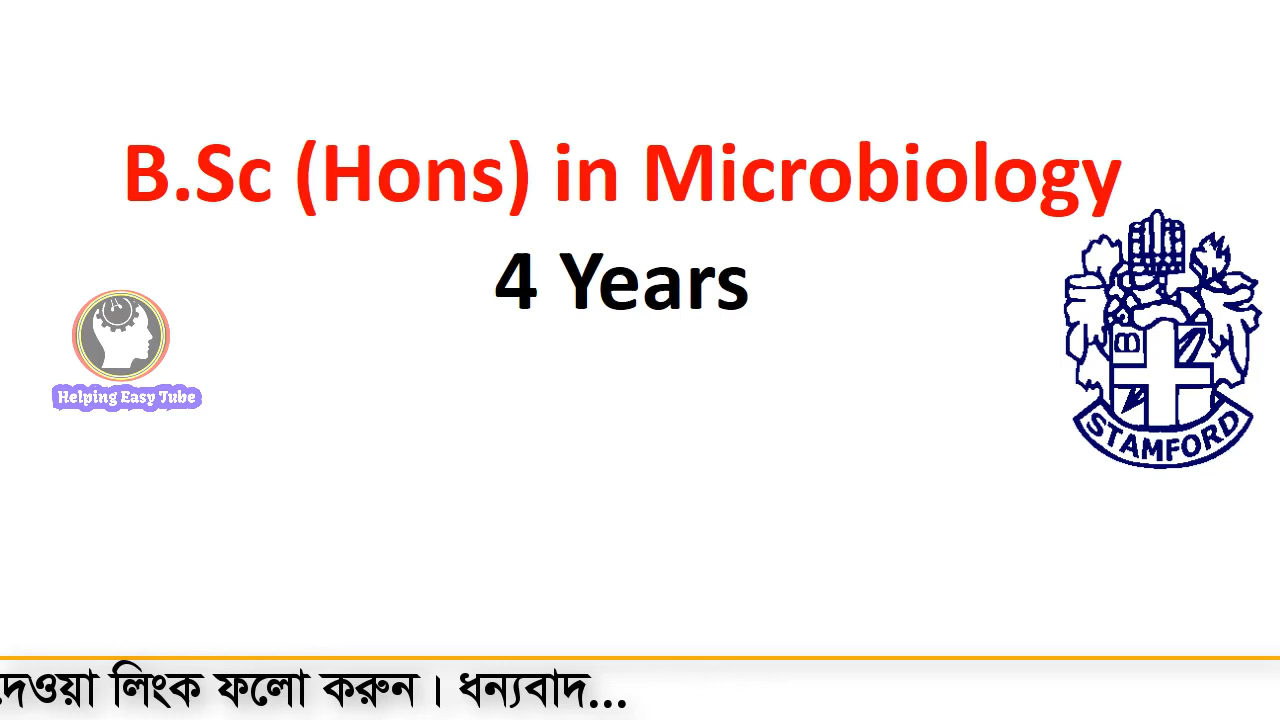 B.Sc (Hons) in Microbiology
4 Years
Helping Easy Tube
STAMFORD
দেওয়া লিংক ফলো করুন। ধন্যবাদ...